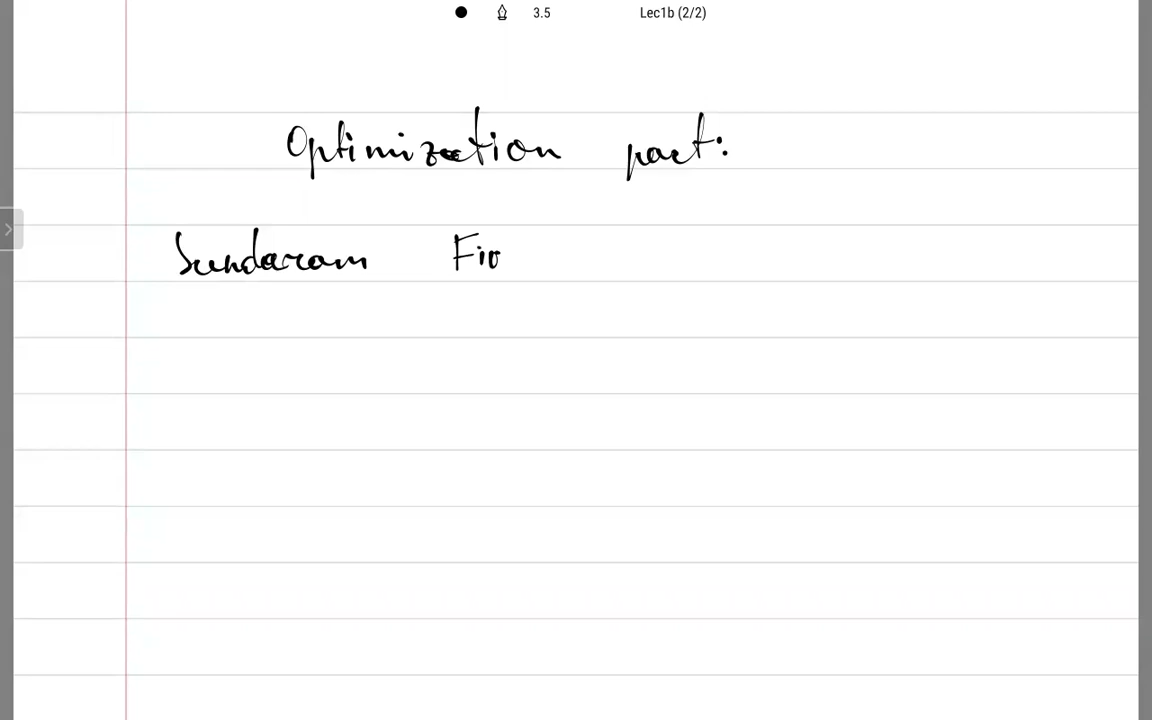 3.5 Lec1b (2/2)
Optimization part:
Sundaram Fir